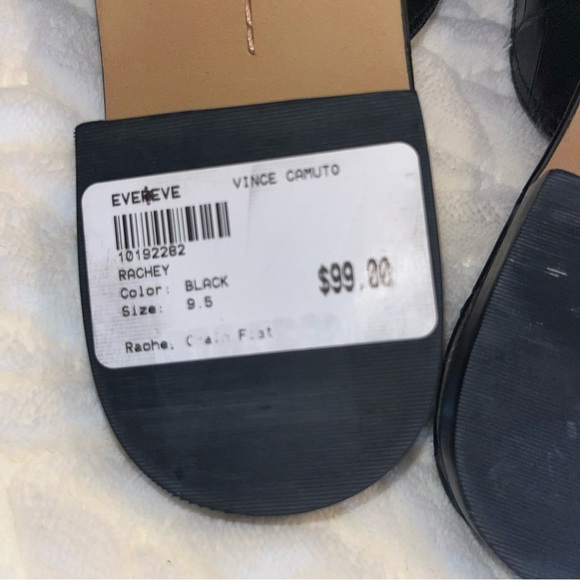 EVEREVE VINCE CAMUTO
10192282
RACHEY
Color: BLACK $99.00
Size: 9.5
Rache. Flat